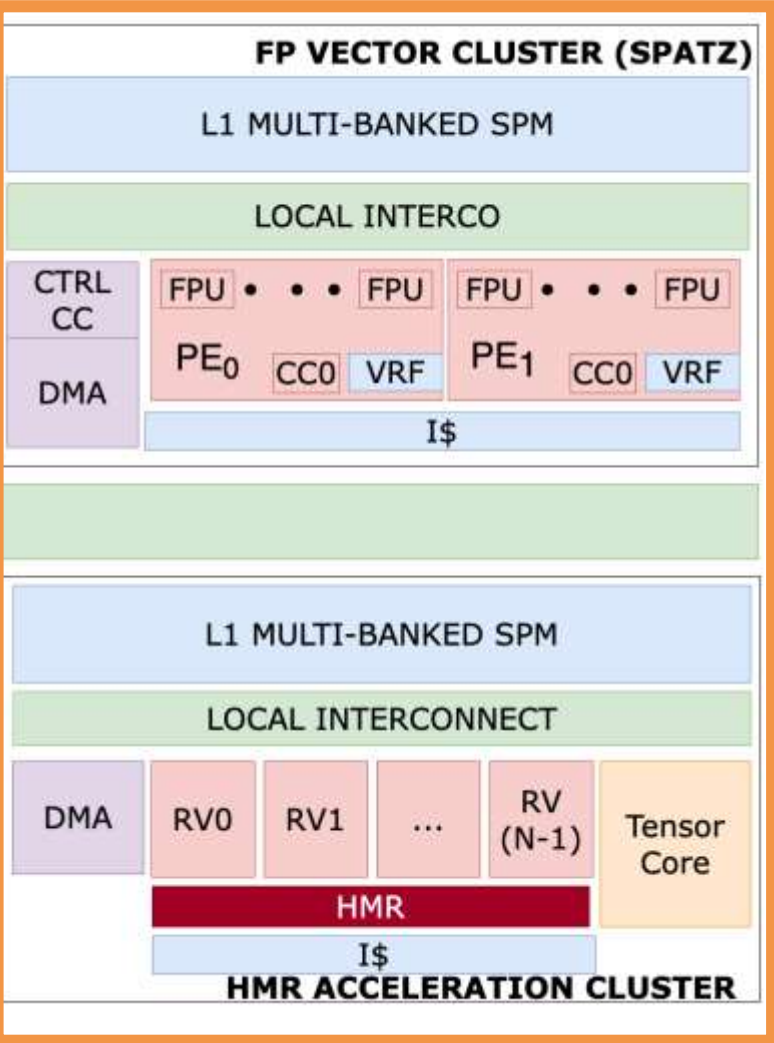 FP VECTOR CLUSTER (SPATZ)
L1 MULTI-BANKED SPM
LOCAL INTERCO
CTRL
CC
DMA
FPU • • • FPU
PE0
CC0
VRF
FPU • • • FPU
PE1
CC0
VRF
I$
L1 MULTI-BANKED SPM
LOCAL INTERCONNECT
DMA
RV0
RV1
...
RV
(N-1)
Tensor
Core
HMR
I$
HMR ACCELERATION CLUSTER